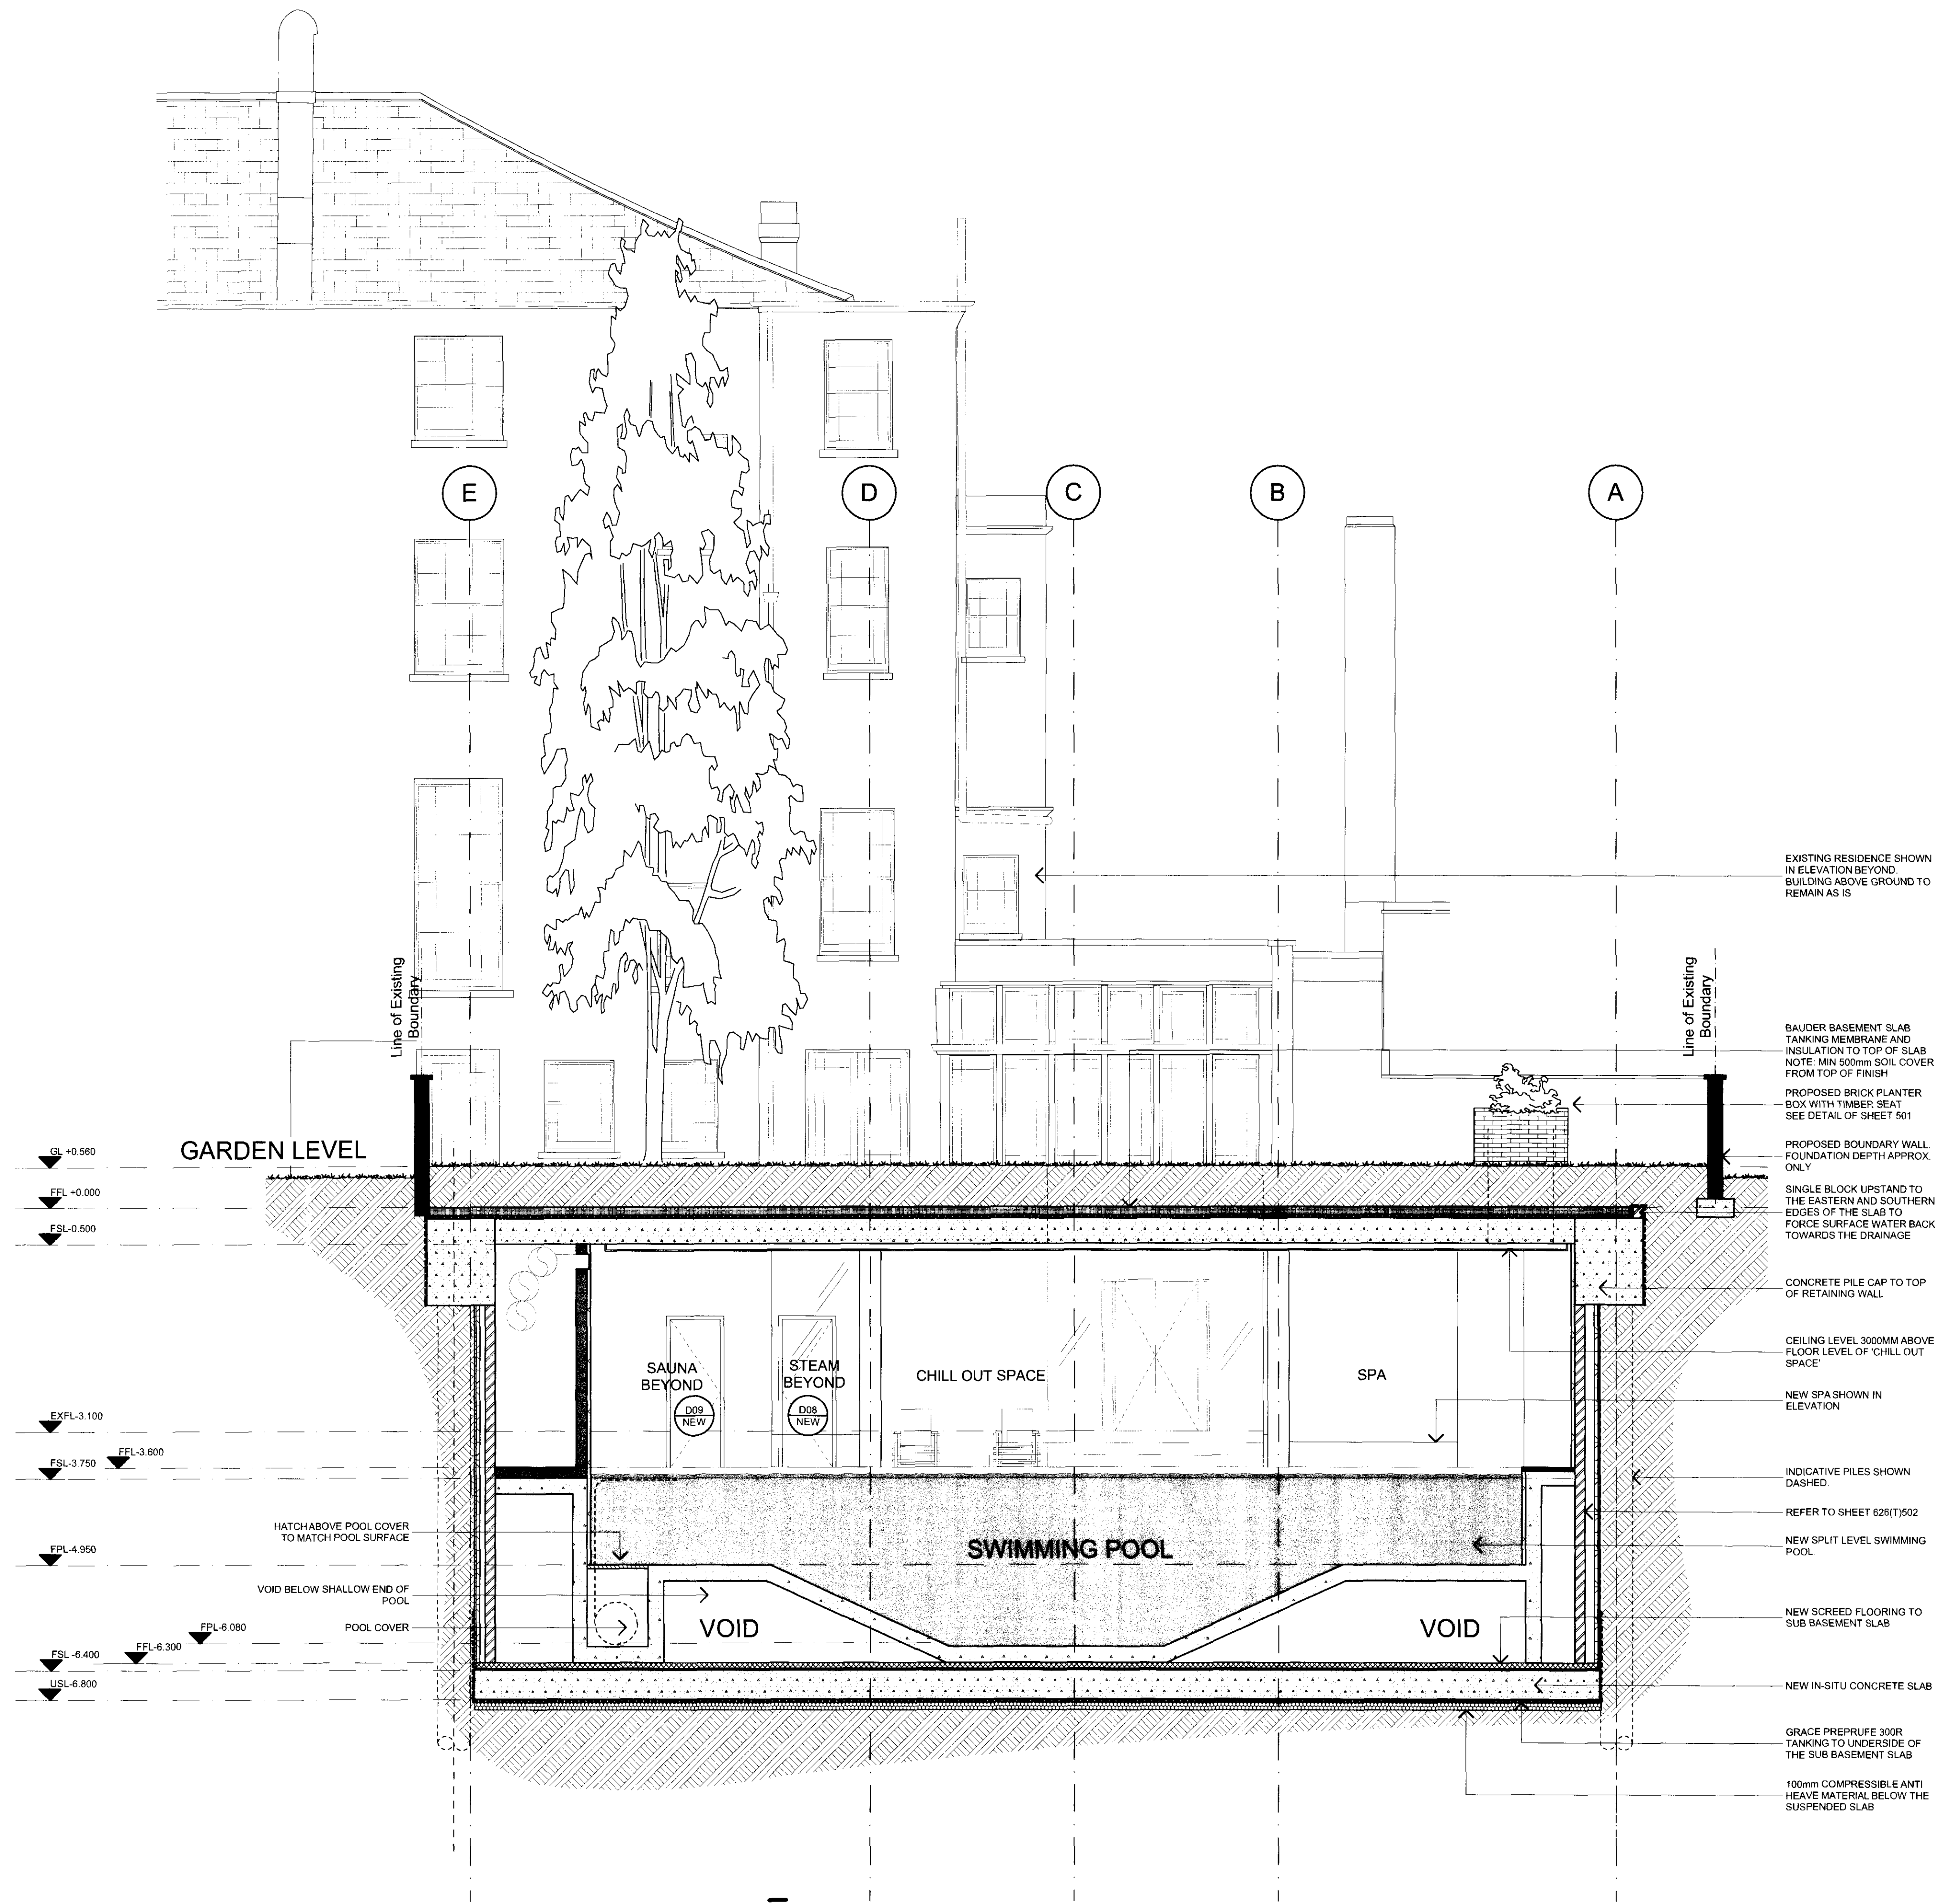 E
D
C
B
A
EXISTING RESIDENCE SHOWN
IN ELEVATION BEYOND.
BUILDING ABOVE GROUND TO
REMAIN AS IS
Line of Existing
Boundary
Line of Existing
Boundary
BAUDER BASEMENT SLAB
TANKING MEMBRANE AND
INSULATION TO TOP OF SLAB
NOTE: MIN 500mm SOIL COVER
FROM TOP OF FINISH
PROPOSED BRICK PLANTER
BOX WITH TIMBER SEAT
SEE DETAIL OF SHEET 501
GARDEN LEVEL
GL +0.560
PROPOSED BOUNDARY WALL.
FOUNDATION DEPTH APPROX.
ONLY
FFL +0.000
SINGLE BLOCK UPSTAND TO
THE EASTERN AND SOUTHERN
EDGES OF THE SLAB TO
FORCE SURFACE WATER BACK
TOWARDS THE DRAINAGE
FSL-0.500
CONCRETE PILE CAP TO TOP
OF RETAINING WALL
CEILING LEVEL 3000MM ABOVE
FLOOR LEVEL OF 'CHILL OUT
SPACE'
SAUNA
BEYOND
D09
NEW
STEAM
BEYOND
D08
NEW
CHILL OUT SPACE
SPA
NEW SPA SHOWN IN
ELEVATION
EXFL-3.100
FFL-3.600
FSL-3.750
INDICATIVE PILES SHOWN
DASHED.
REFER TO SHEET 626(T)502
HATCH ABOVE POOL COVER
TO MATCH POOL SURFACE
SWIMMING POOL
NEW SPLIT LEVEL SWIMMING
POOL
FPL-4.950
VOID BELOW SHALLOW END OF
POOL
POOL COVER
VOID
VOID
NEW SCREED FLOORING TO
SUB BASEMENT SLAB
FPL-6.080
FFL-6.300
FSL -6.400
USL-6.800
NEW IN-SITU CONCRETE SLAB
GRACE PREPRUFE 300R
TANKING TO UNDERSIDE OF
THE SUB BASEMENT SLAB
100mm COMPRESSIBLE ANTI
HEAVE MATERIAL BELOW THE
SUSPENDED SLAB